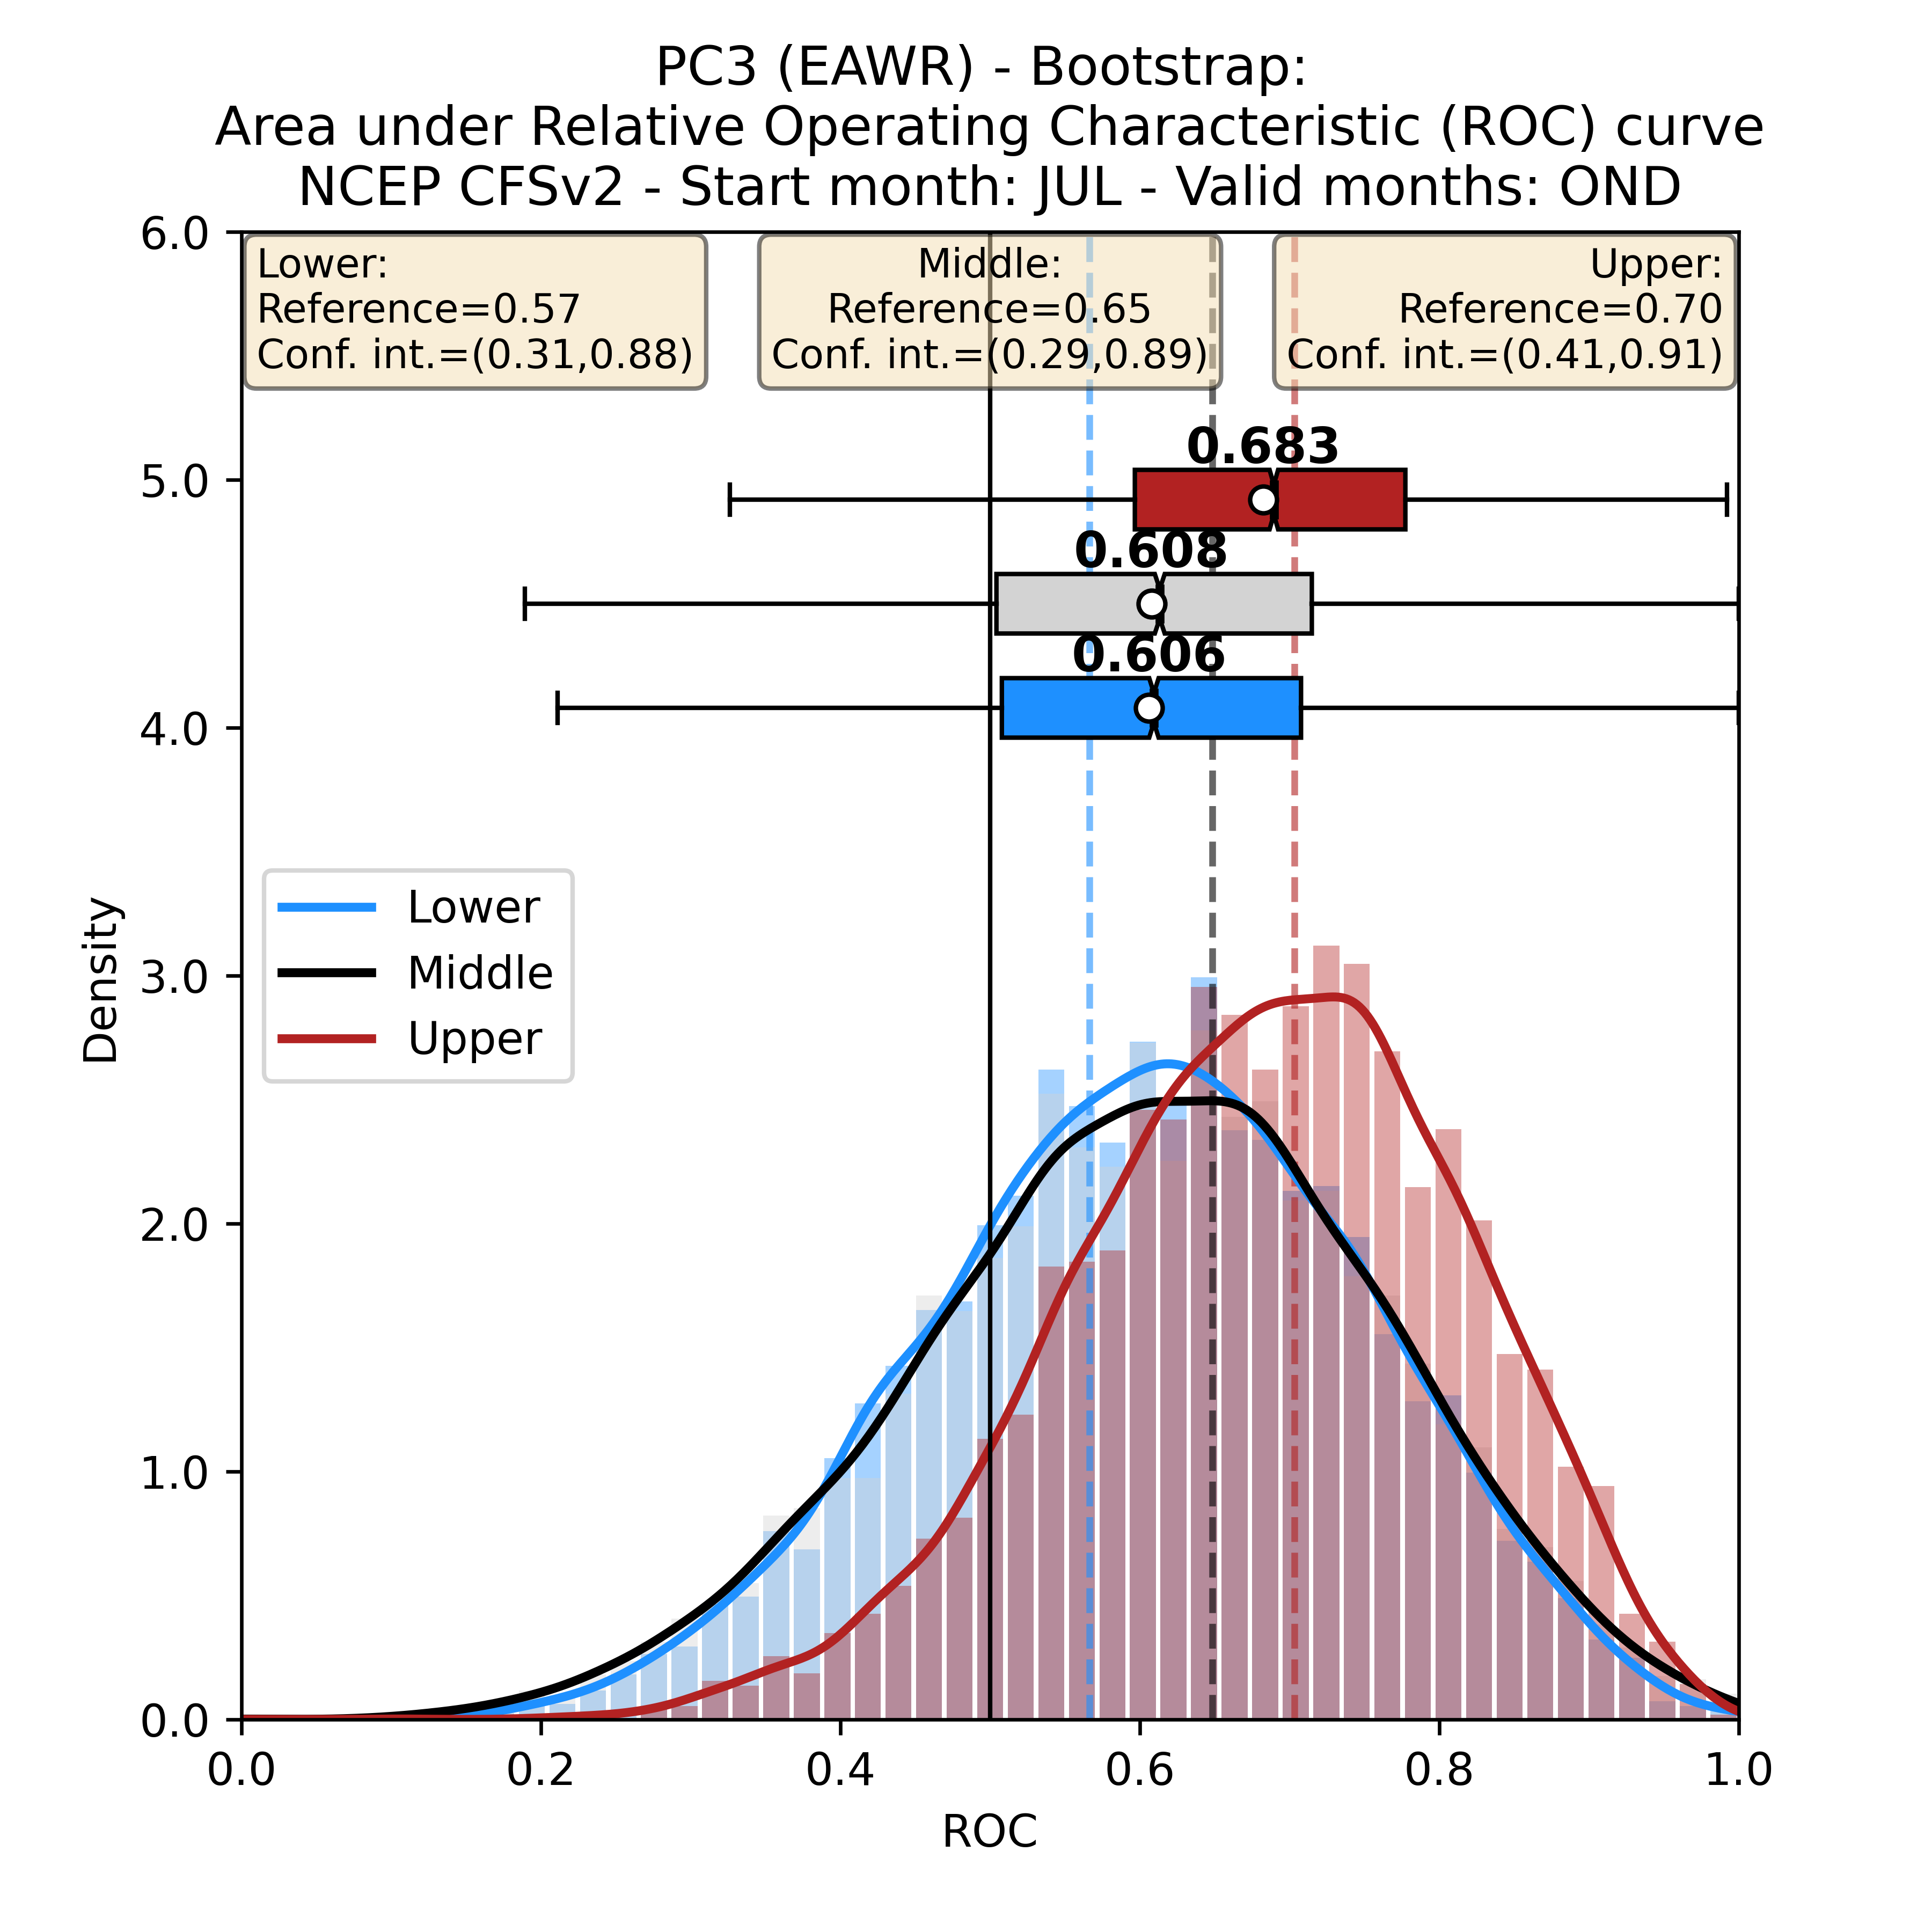 PC3 (EAWR) - Bootstrap:
Area under Relative Operating Characteristic (ROC) curve
NCEP CFSv2 - Start month: JUL - Valid months: OND
6.0
Lower:
Reference=0.57
Conf. int.=(0.31,0.88)
Middle:
Reference=0.65
Conf. int.=(0.29,0.89)
Upper:
Reference=0.70
Conf. int.=(0.41,0.91)
0.683
5.0
0.608
0.606
4.0
Lower
Middle
Upper
Density
3.0
2.0
1.0
0.0
0.0 0.2 0.4 0.6 0.8 1.0
ROC